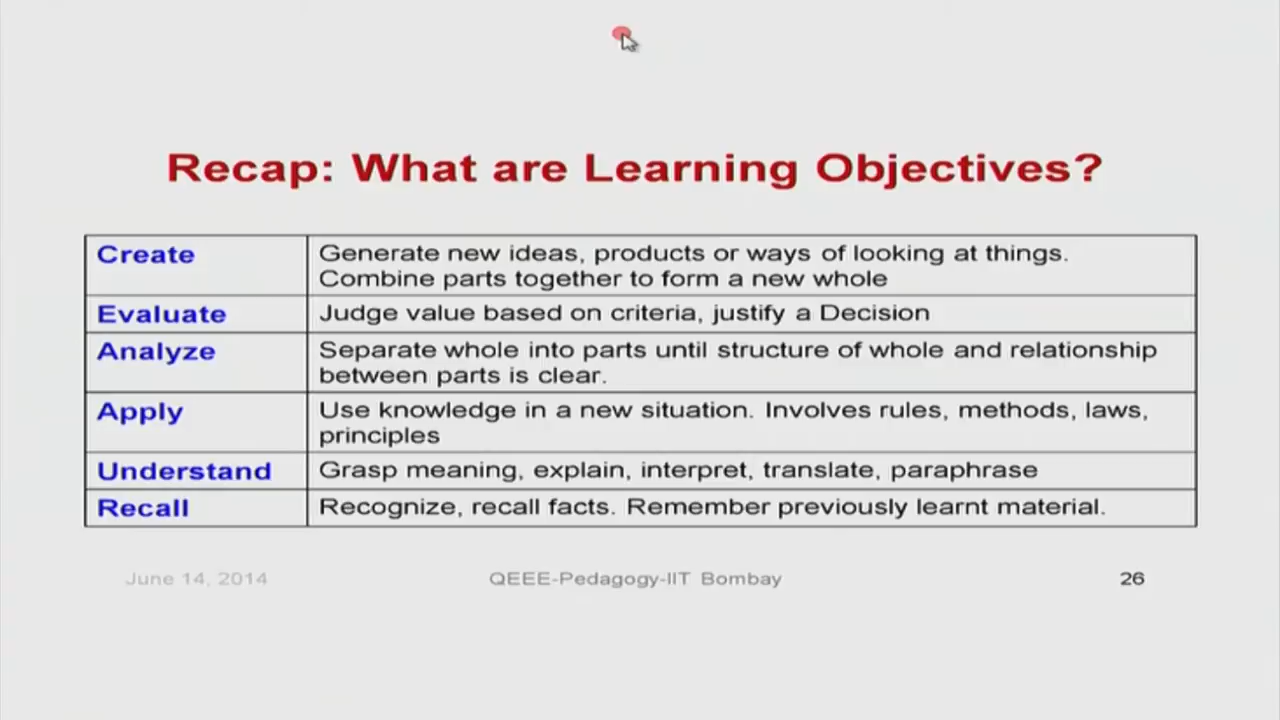 Recap: What are Learning Objectives?
Create
Generate new ideas, products or ways of looking at things.
Combine parts together to form a new whole
Evaluate
Judge value based on criteria, justify a Decision
Analyze
Separate whole into parts until structure of whole and relationship
between parts is clear.
Apply
Use knowledge in a new situation. Involves rules, methods, laws,
principles
Understand
Grasp meaning, explain, interpret, translate, paraphrase
Recall
Recognize, recall facts. Remember previously learnt material.
June 14, 2014
QEEE-Pedagogy-IIT Bombay
26